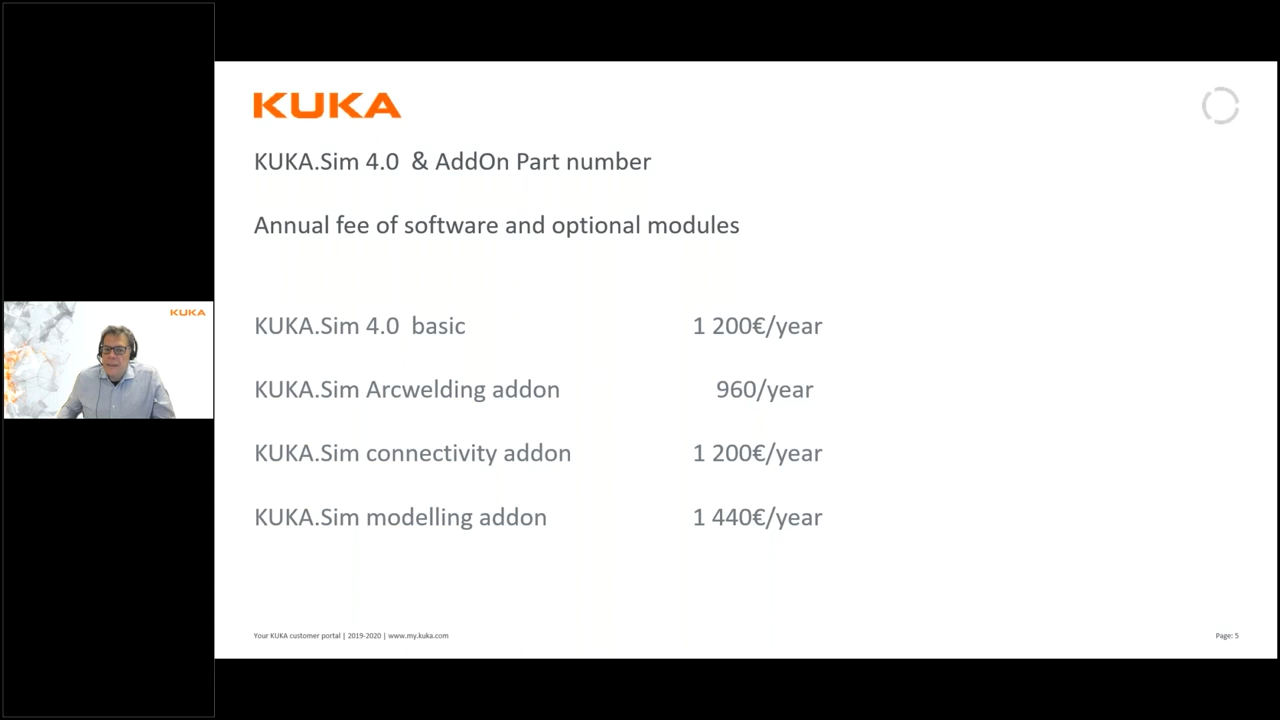 KUKA
KUKA.Sim 4.0 & AddOn Part number
Annual fee of software and optional modules
KUKA.Sim 4.0 basic 1 200€/year
KUKA.Sim Arcwelding addon 960/year
KUKA.Sim connectivity addon 1 200€/year
KUKA.Sim modelling addon 1 440€/year
Your KUKA customer portal | 2019-2020 | www.my.kuka.com Page: 5
KUKA